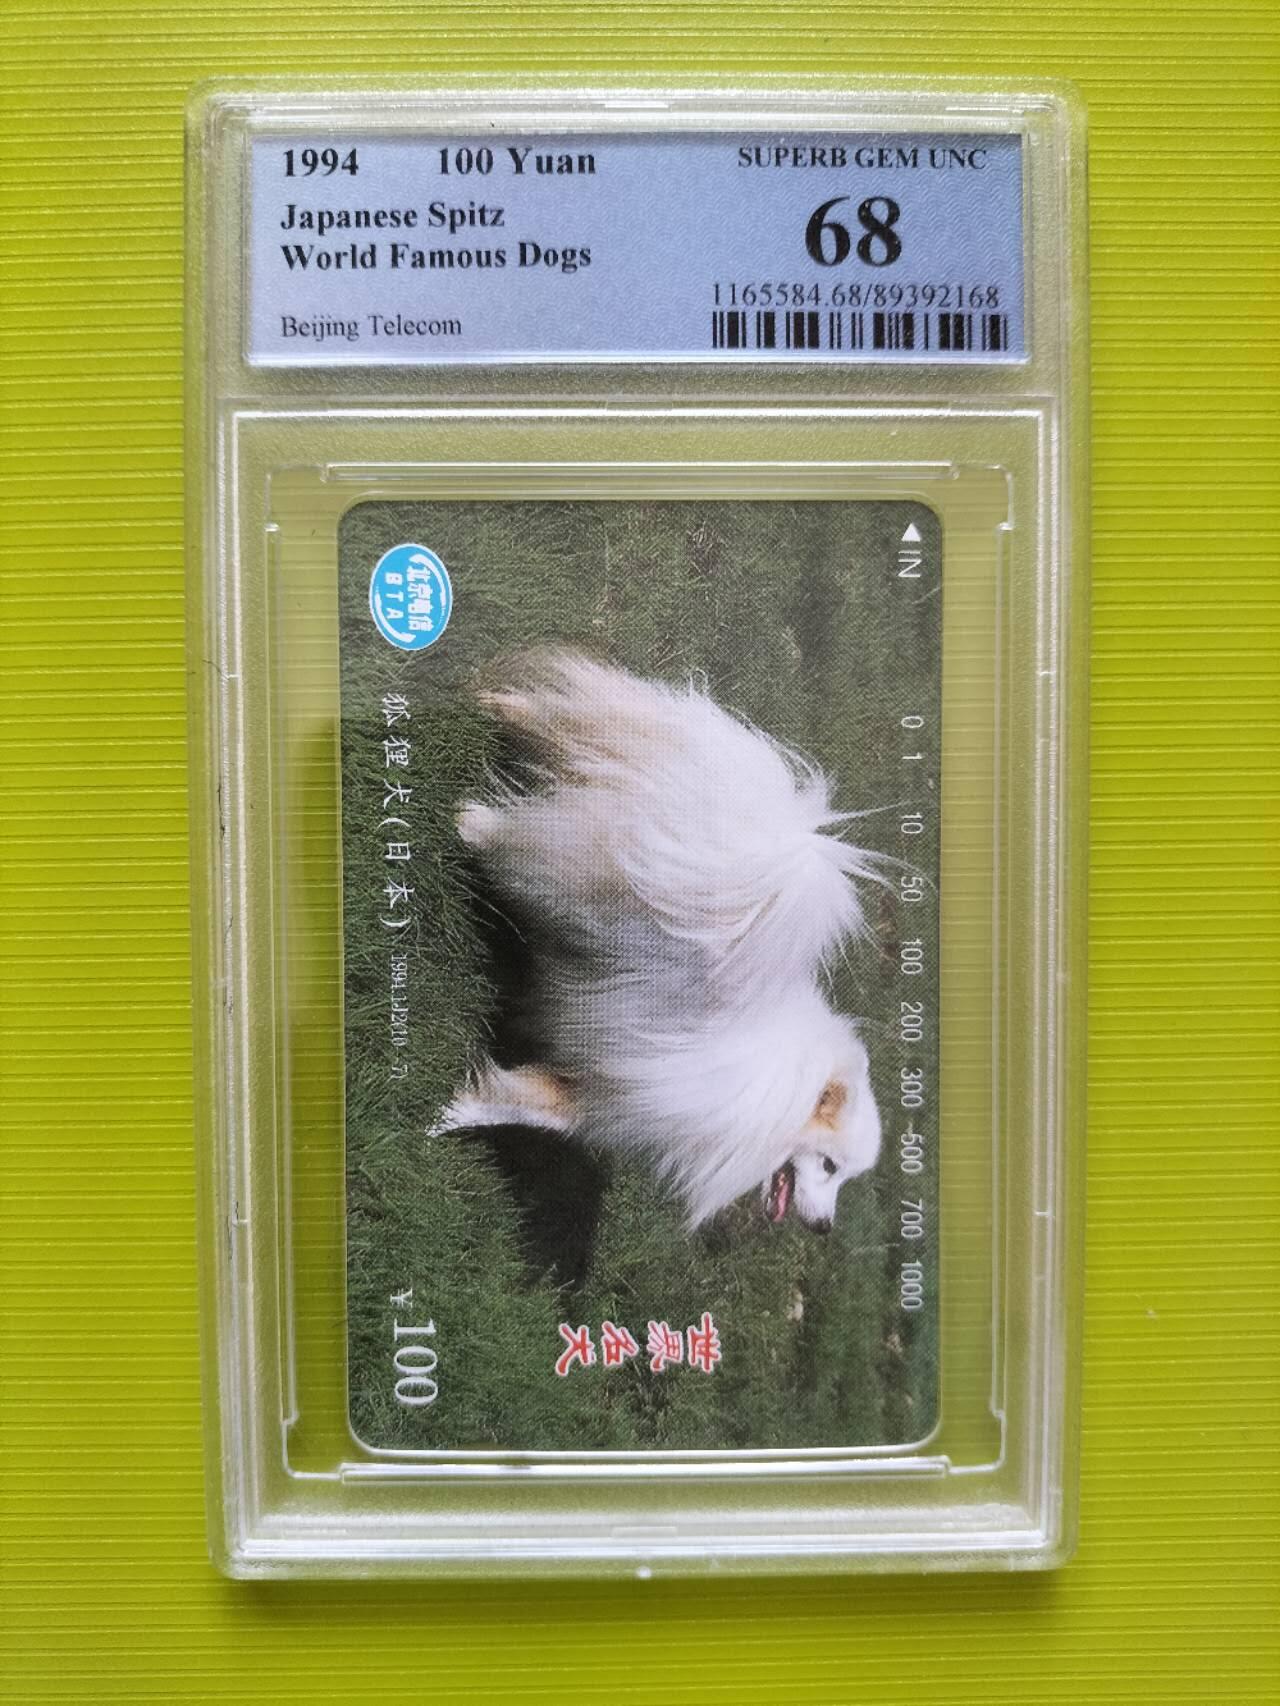 1994 100 Yuan
Japanese Spitz
World Famous Dogs
Beijing Telecom
SUPERB GEM UNC
68
1165584.68/89392168
IN
0 1 10 50 100 200 300 500 700 1000
北京电信
BTA
世界名犬
狐狸犬(日本)
¥100